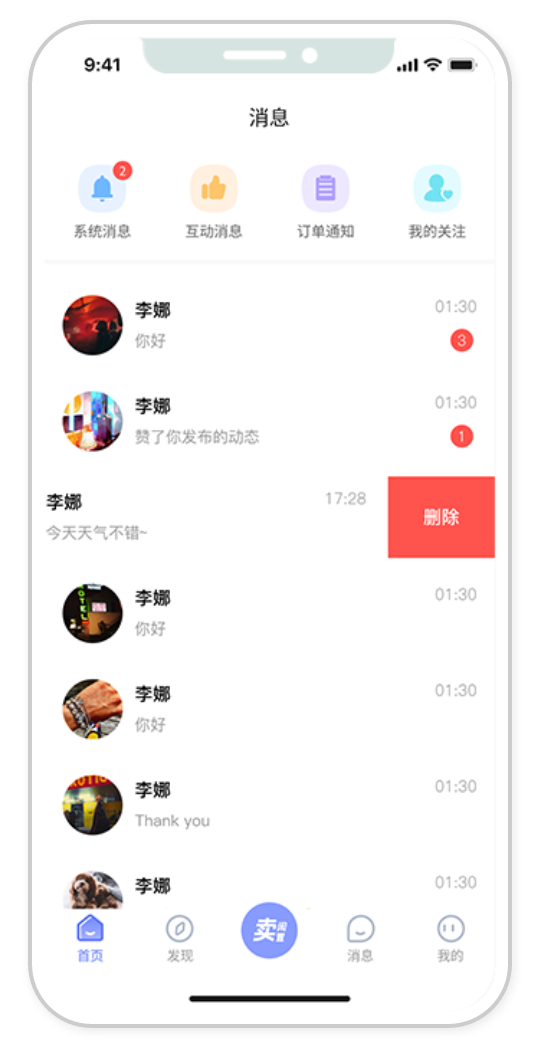 9:41
消息
2
系统消息 互动消息 订单通知 我的关注
李娜 01:30
你好 3
李娜 01:30
赞了你发布的动态 1
李娜 17:28
删除
今天天气不错~
李娜 01:30
你好
李娜 01:30
你好
李娜 01:30
Thank you
李娜 01:30
卖闲置
首页 发现 消息 我的